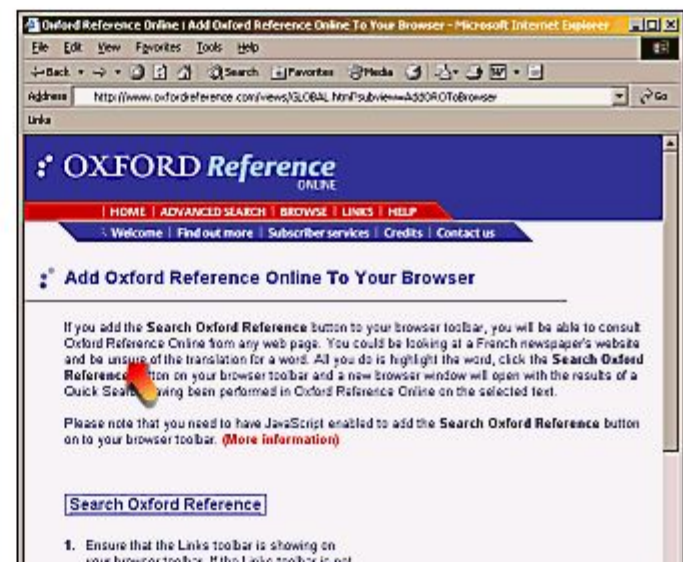 Oxford Reference Online | Add Oxford Reference Online To Your Browser - Microsoft Internet Explorer
File Edit View Favorites Tools Help
Back Search Favorites Media
Address http://www.oxfordreference.com/views/GLOBAL.html?subview=AddOROToBrowser Go
Links
OXFORD Reference
ONLINE
| HOME | ADVANCED SEARCH | BROWSE | LINKS | HELP
Welcome | Find out more | Subscriber services | Credits | Contact us
Add Oxford Reference Online To Your Browser
If you add the Search Oxford Reference button to your browser toolbar, you will be able to consult
Oxford Reference Online from any web page. You could be looking at a French newspaper's website
and be unsure of the translation for a word. All you do is highlight the word, click the Search Oxford
Reference on your browser toolbar and a new browser window will open with the results of a
Quick having been performed in Oxford Reference Online on the selected text.
Please note that you need to have JavaScript enabled to add the Search Oxford Reference button
on to your browser toolbar. (More information)
Search Oxford Reference
1. Ensure that the Links toolbar is showing on
your browser toolbar. If the Links toolbar is not